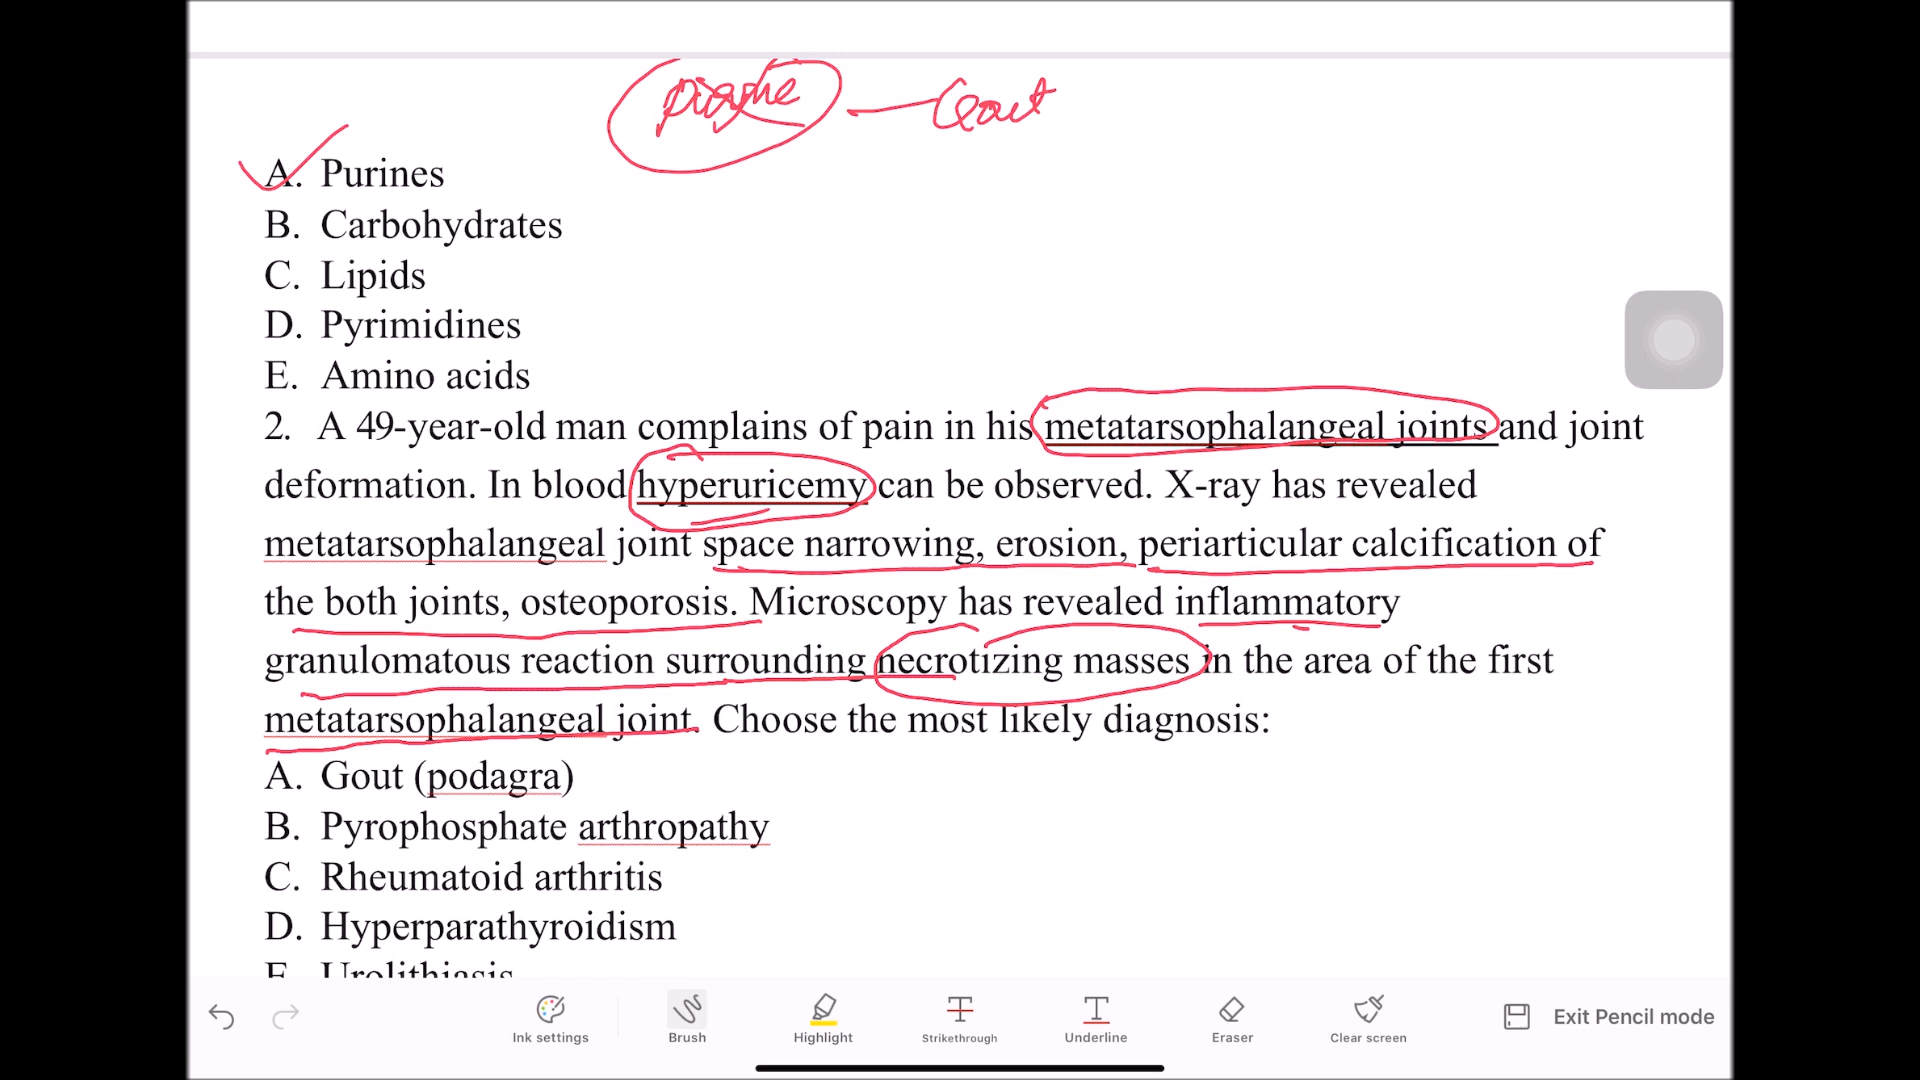 Gout
A. Purines
B. Carbohydrates
C. Lipids
D. Pyrimidines
E. Amino acids
2. A 49-year-old man complains of pain in his metatarsophalangeal joints and joint
deformation. In blood hyperuricemy can be observed. X-ray has revealed
metatarsophalangeal joint space narrowing, erosion, periarticular calcification of
the both joints, osteoporosis. Microscopy has revealed inflammatory
granulomatous reaction surrounding necrotizing masses in the area of the first
metatarsophalangeal joint. Choose the most likely diagnosis:
A. Gout (podagra)
B. Pyrophosphate arthropathy
C. Rheumatoid arthritis
D. Hyperparathyroidism
E. Urolithiasis
Ink settings Brush Highlight Strikethrough Underline Eraser Clear screen Exit Pencil mode